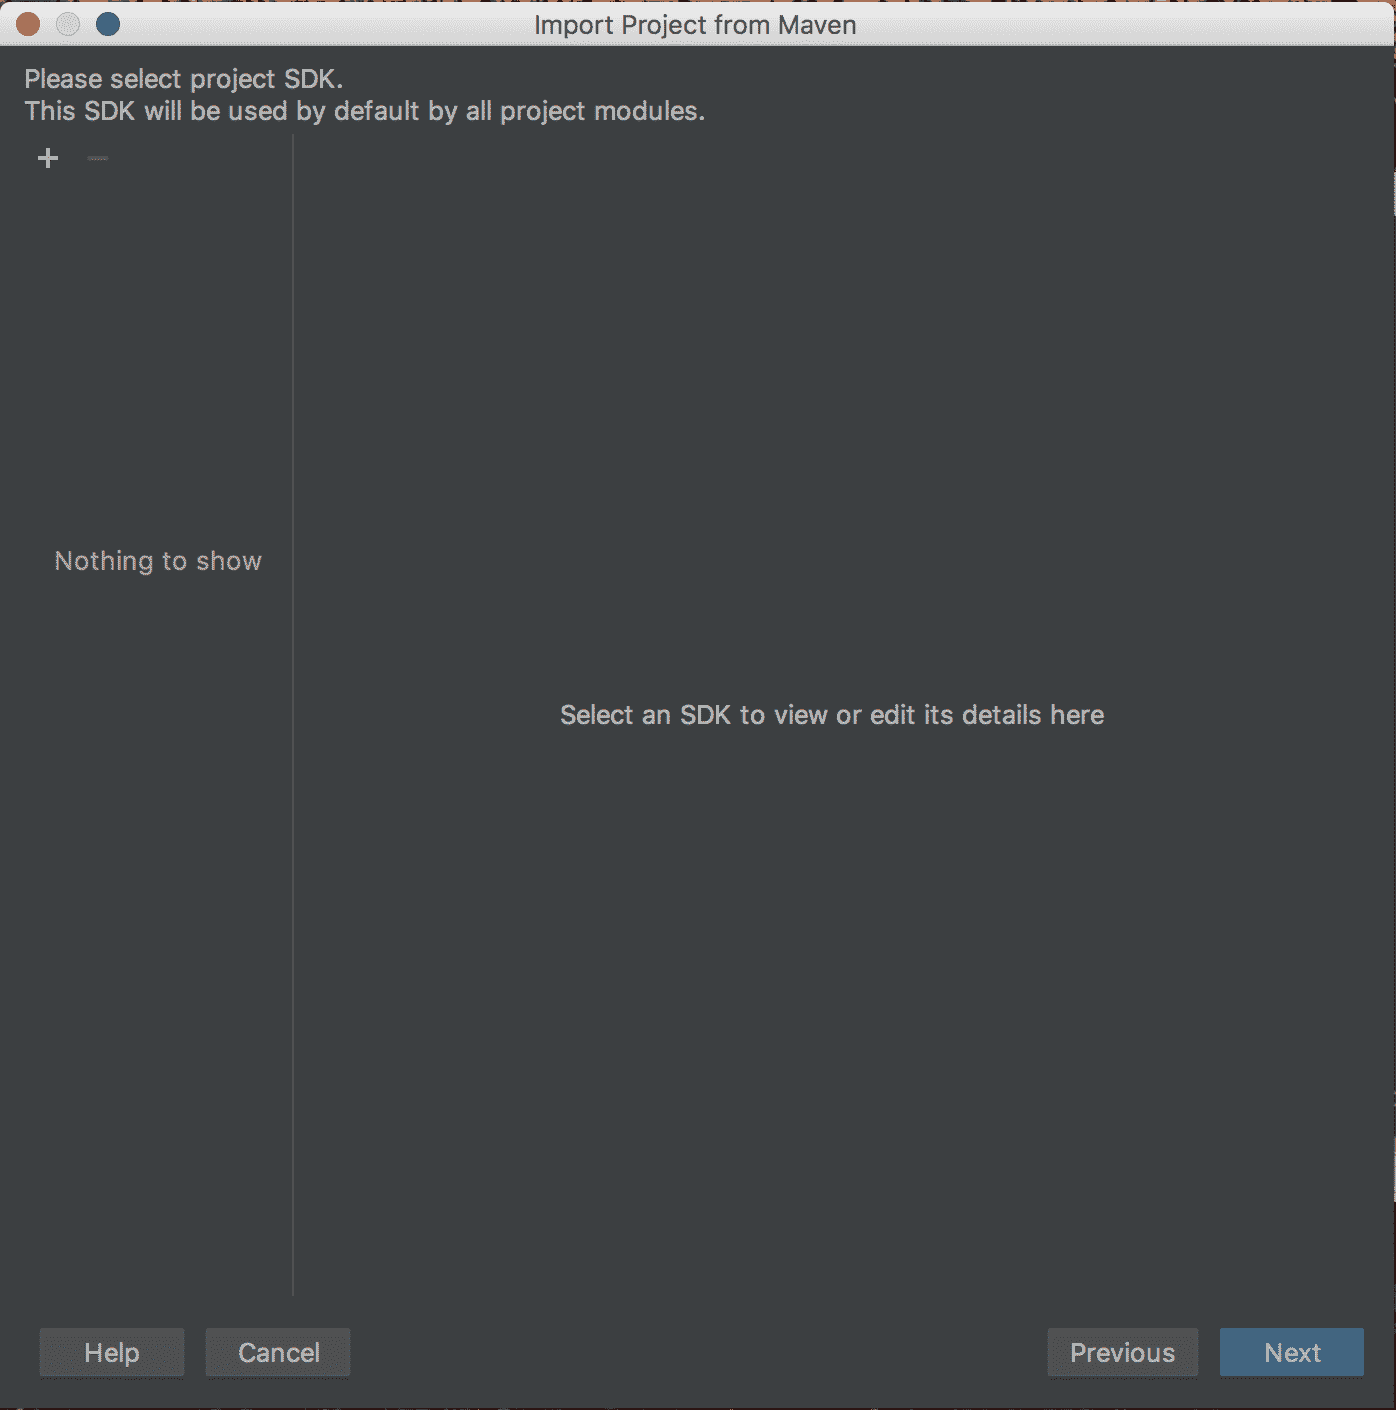 Import Project from Maven
Please select project SDK.
This SDK will be used by default by all project modules.
Nothing to show
Select an SDK to view or edit its details here
Help
Cancel
Previous
Next